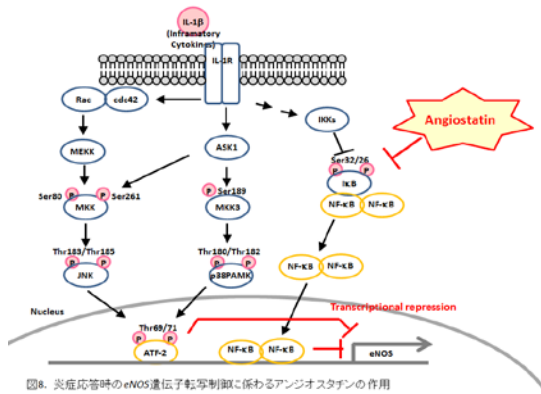 IL-1β
(Inframatory
Cytokines)
IL-1R
Rac
cdc42
IKKs
Angiostatin
MEKK
ASK1
Ser32/26
P
P
IκB
NF-κB
NF-κB
Ser80
P
P
Ser261
MKK
P
Ser189
MKK3
Thr183/Thr185
P
P
JNK
Thr180/Thr182
P
P
p38PAMK
NF-κB
NF-κB
Nucleus
Transcriptional repression
Thr69/71
P
P
ATF-2
NF-κB
NF-κB
eNOS
図8. 炎症応答時のeNOS遺伝子転写制御に係わるアンジオスタチンの作用